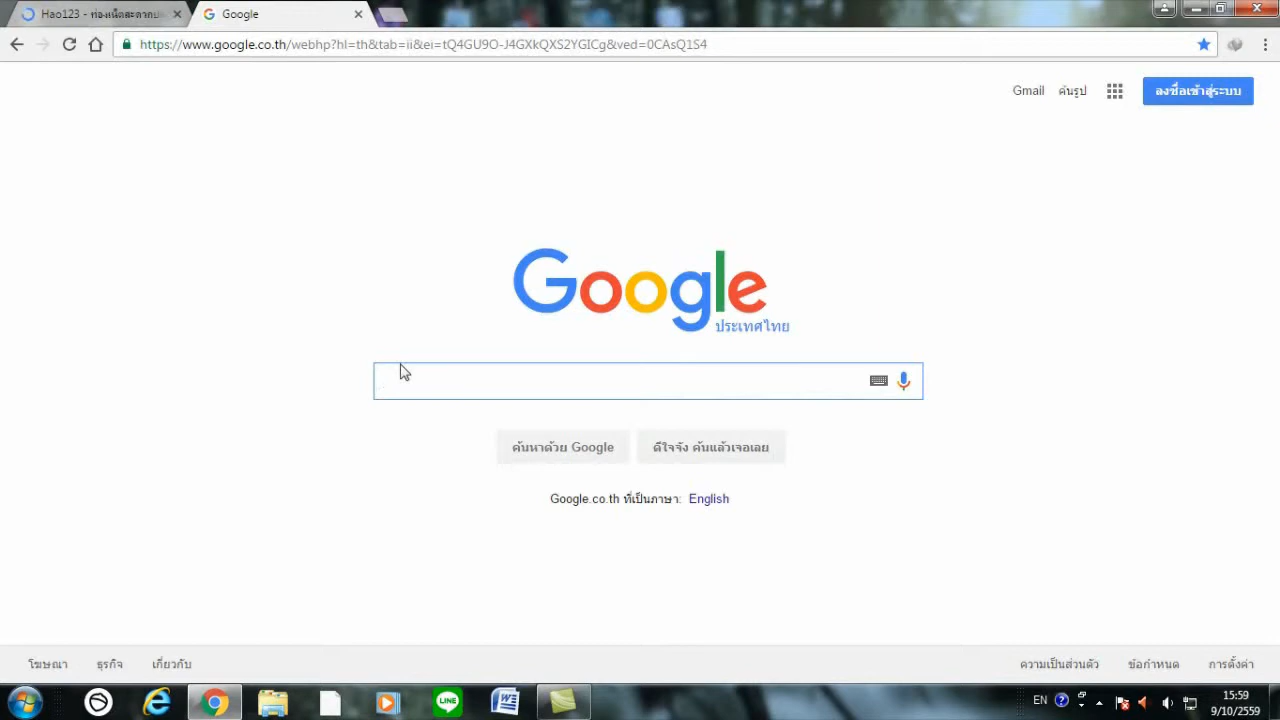 Hao123 - ท่องเน็ตสะดวกป
Google
https://www.google.co.th/webhp?hl=th&tab=ii&ei=tQ4GU9O-J4GXkQXS2YGICg&ved=0CAsQ1S4
Gmail ค้นรูป ลงชื่อเข้าสู่ระบบ
Google
ประเทศไทย
ค้นหาด้วย Google ดีใจจัง ค้นแล้วเจอเลย
Google.co.th ที่เป็นภาษา: English
โฆษณา ธุรกิจ เกี่ยวกับ ความเป็นส่วนตัว ข้อกำหนด การตั้งค่า
LINE
EN
15:59
9/10/2559